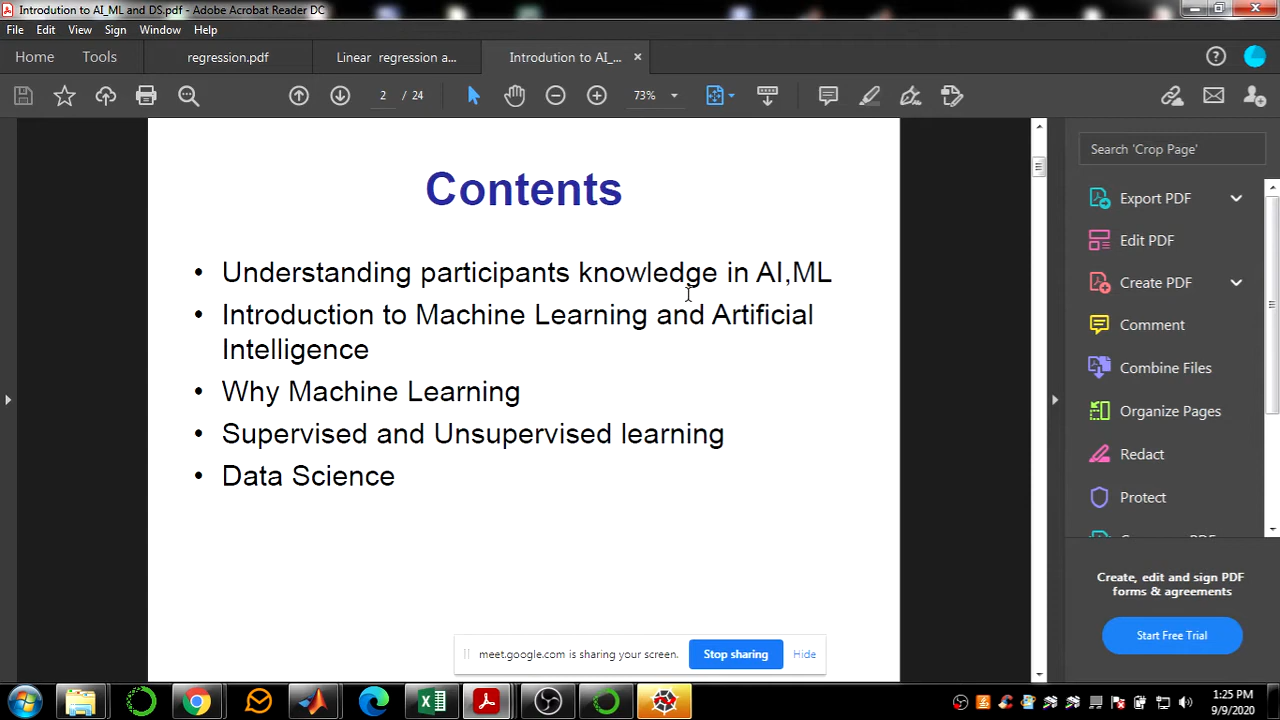 Introdution to AI_ML and DS.pdf - Adobe Acrobat Reader DC
File Edit View Sign Window Help
Home Tools regression.pdf Linear regression a... Introdution to AI_... ×
2 / 24 73%
Contents
• Understanding participants knowledge in AI,ML
• Introduction to Machine Learning and Artificial
Intelligence
• Why Machine Learning
• Supervised and Unsupervised learning
• Data Science
Search 'Crop Page'
Export PDF
Edit PDF
Create PDF
Comment
Combine Files
Organize Pages
Redact
Protect
Create, edit and sign PDF
forms & agreements
Start Free Trial
meet.google.com is sharing your screen. Stop sharing Hide
1:25 PM
9/9/2020